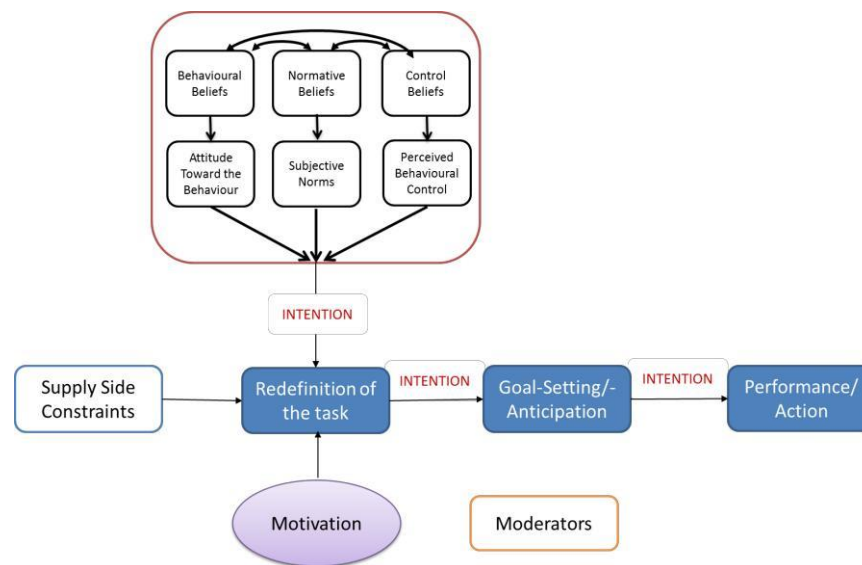 Behavioural
Beliefs
Normative
Beliefs
Control
Beliefs
Attitude
Toward the
Behaviour
Subjective
Norms
Perceived
Behavioural
Control
INTENTION
Supply Side
Constraints
Redefinition of
the task
INTENTION
Goal-Setting/-
Anticipation
INTENTION
Performance/
Action
Motivation
Moderators